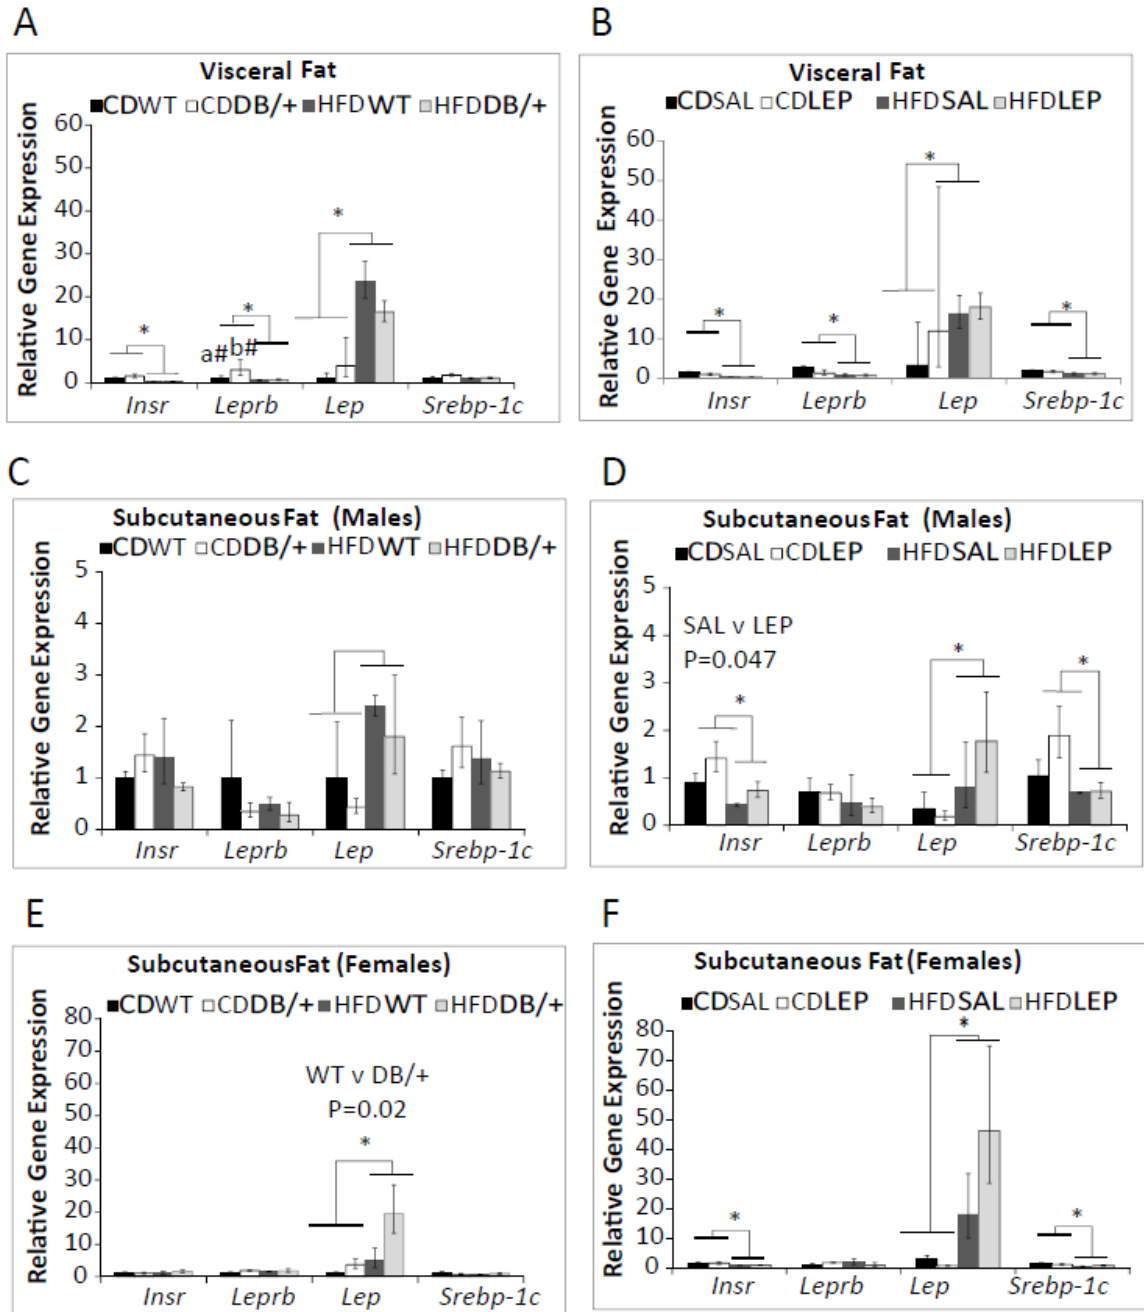 A
Visceral Fat
CDWT CDDB/+ HFDWT HFDDB/+
Relative Gene Expression
60
50
40
30
20
10
0
*
*
a# b#
*
Insr Leprb Lep Srebp-1c
B
Visceral Fat
CDSAL CDLEP HFDSAL HFDLEP
Relative Gene Expression
60
50
40
30
20
10
0
*
*
*
*
Insr Leprb Lep Srebp-1c
C
SubcutaneousFat (Males)
CDWT CDDB/+ HFDWT HFDDB/+
Relative Gene Expression
5
4
3
2
1
0
Insr Leprb Lep Srebp-1c
D
SubcutaneousFat (Males)
CDSAL CDLEP HFDSAL HFDLEP
Relative Gene Expression
5
4
3
2
1
0
SAL v LEP
P=0.047
*
*
*
Insr Leprb Lep Srebp-1c
E
SubcutaneousFat (Females)
CDWT CDDB/+ HFDWT HFDDB/+
Relative Gene Expression
80
70
60
50
40
30
20
10
0
WT v DB/+
P=0.02
*
Insr Leprb Lep Srebp-1c
F
Subcutaneous Fat (Females)
CDSAL CDLEP HFDSAL HFDLEP
Relative Gene Expression
80
70
60
50
40
30
20
10
0
*
*
*
Insr Leprb Lep Srebp-1c